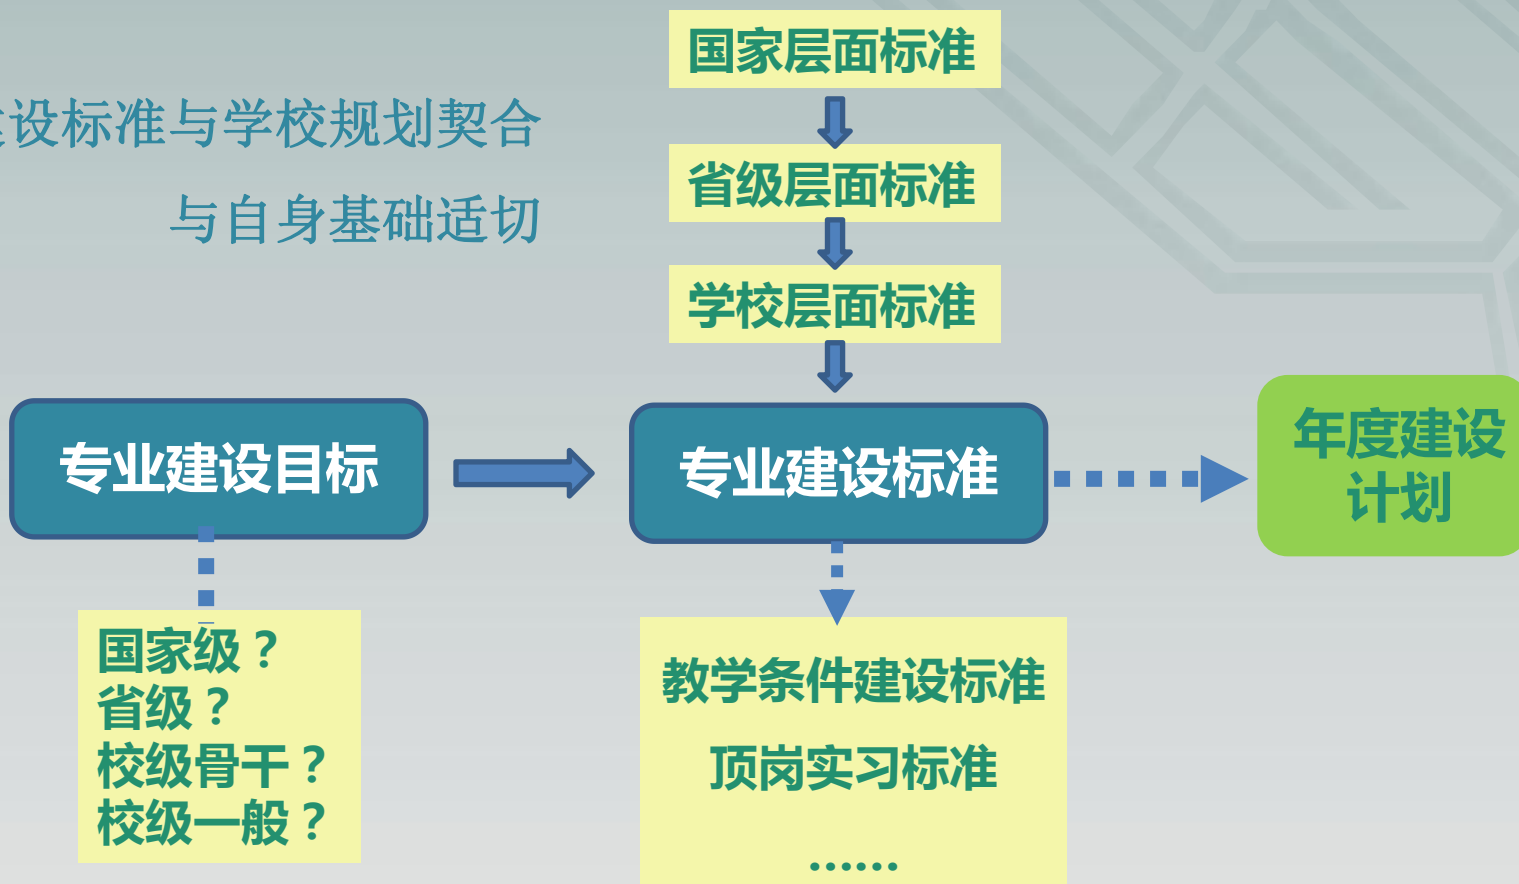 国家层面标准
设标准与学校规划契合
省级层面标准
与自身基础适切
学校层面标准
专业建设目标
专业建设标准
年度建设
计划
国家级？
省级？
校级骨干？
校级一般？
教学条件建设标准
顶岗实习标准
......